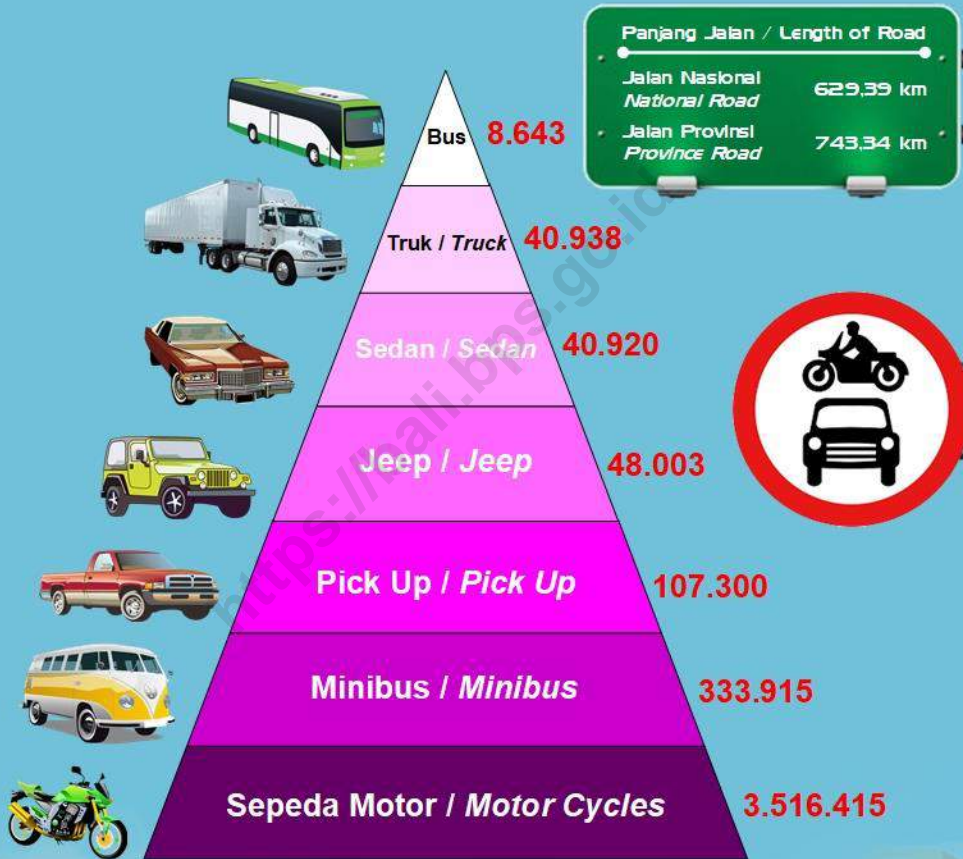 Panjang Jalan / Length of Road
Jalan Nasional 629,39 km
National Road
Jalan Provinsi 743,34 km
Province Road
Bus 8.643
Truk / Truck 40.938
Sedan / Sedan 40.920
Jeep / Jeep 48.003
Pick Up / Pick Up 107.300
Minibus / Minibus 333.915
Sepeda Motor / Motor Cycles 3.516.415
https://bali.bps.go.id